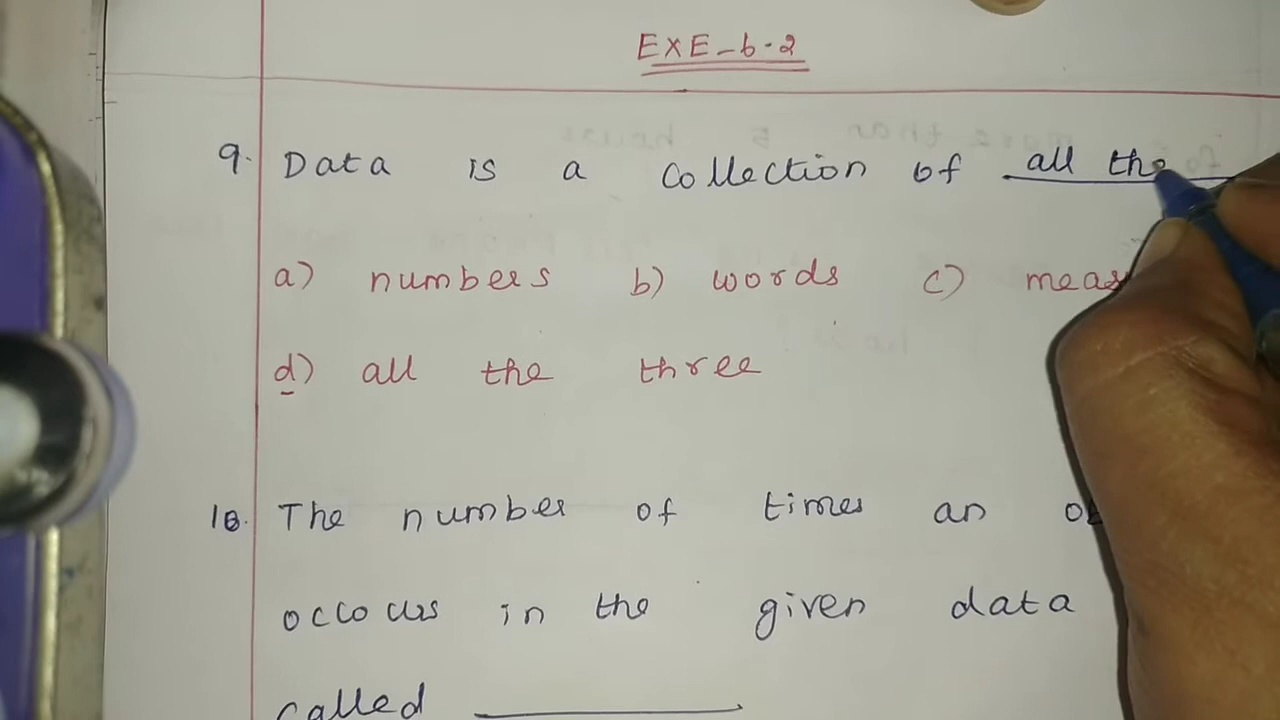 EXE-6.2
9. Data is a collection of all the
a) numbers b) words c)
d) all the three
10. The number of times an
occours in the given data
called